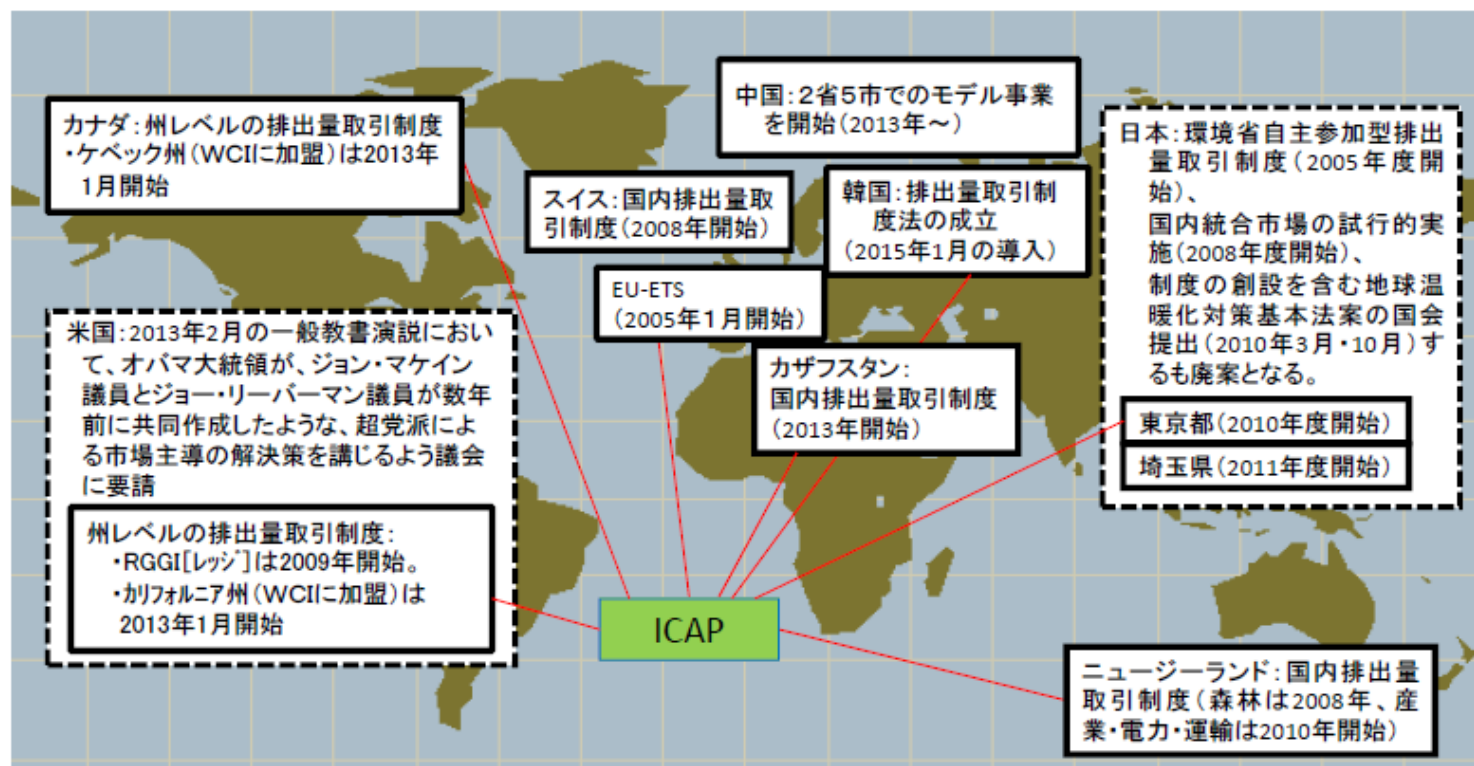 カナダ：州レベルの排出量取引制度
・ケベック州（WCIに加盟）は2013年
1月開始
中国：２省５市でのモデル事業
を開始（2013年～）
スイス：国内排出量取
引制度（2008年開始）
韓国：排出量取引制
度法の成立
（2015年1月の導入）
日本：環境省自主参加型排出
量取引制度（2005年度開
始）、
国内統合市場の試行的実
施（2008年度開始）、
制度の創設を含む地球温
暖化対策基本法案の国会
提出（2010年3月・10月）す
るも廃案となる。
東京都（2010年度開始）
埼玉県（2011年度開始）
EU-ETS
（2005年１月開始）
カザフスタン：
国内排出量取引制度
（2013年開始）
米国：2013年2月の一般教書演説におい
て、オバマ大統領が、ジョン・マケイン
議員とジョー・リーバーマン議員が数年
前に共同作成したような、超党派によ
る市場主導の解決策を講じるよう議会
に要請
州レベルの排出量取引制度：
・RGGI[ﾚｯｼﾞ]は2009年開始。
・カリフォルニア州（WCIに加盟）は
2013年1月開始
ICAP
ニュージーランド：国内排出量
取引制度（森林は2008年、産
業・電力・運輸は2010年開始）